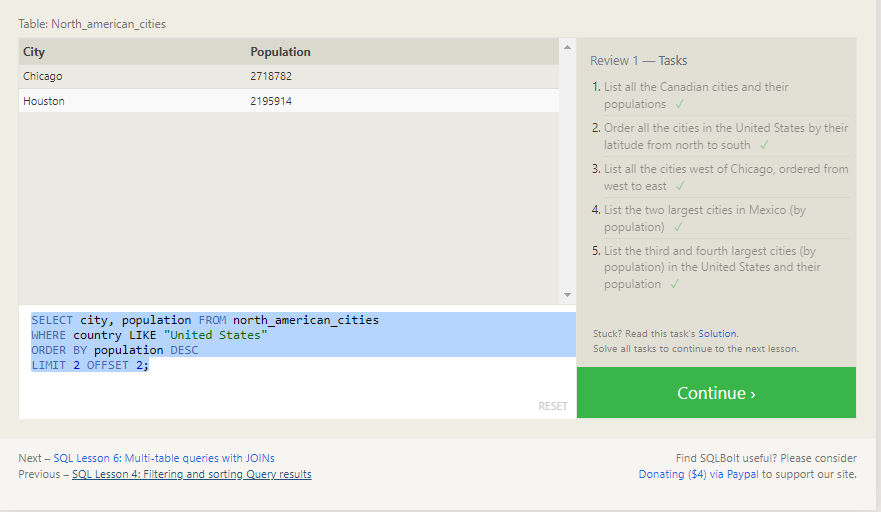 Table: North_american_cities
City Population
Chicago 2718782
Houston 2195914
SELECT city, population FROM north_american_cities
WHERE country LIKE "United States"
ORDER BY population DESC
LIMIT 2 OFFSET 2;
RESET
Review 1 — Tasks
1. List all the Canadian cities and their
populations ✓
2. Order all the cities in the United States by their
latitude from north to south ✓
3. List all the cities west of Chicago, ordered from
west to east ✓
4. List the two largest cities in Mexico (by
population) ✓
5. List the third and fourth largest cities (by
population) in the United States and their
population ✓
Stuck? Read this task's Solution.
Solve all tasks to continue to the next lesson.
Continue ›
Next – SQL Lesson 6: Multi-table queries with JOINs
Previous – SQL Lesson 4: Filtering and sorting Query results
Find SQLBolt useful? Please consider
Donating ($4) via Paypal to support our site.